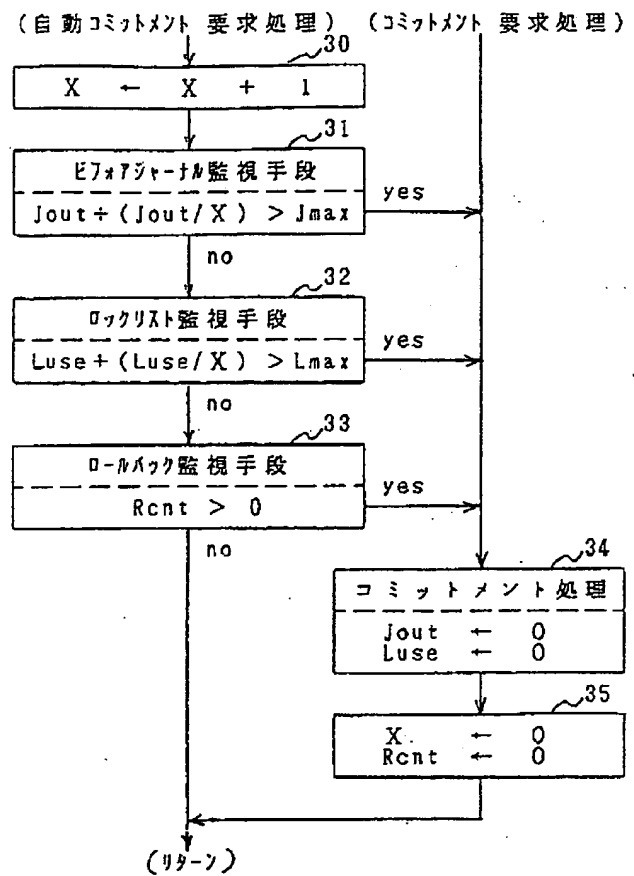 (自動コミットメント 要求処理) (コミットメント 要求処理)
30
X ← X + 1
31
ビフォアジャーナル監視手段
Jout + (Jout/X) > Jmax
yes
no
32
ロックリスト監視手段
Luse + (Luse/X) > Lmax
yes
no
33
ロールバック監視手段
Rcnt > 0
yes
no
34
コミットメント処理
Jout ← 0
Luse ← 0
35
X ← 0
Rcnt ← 0
(リターン)